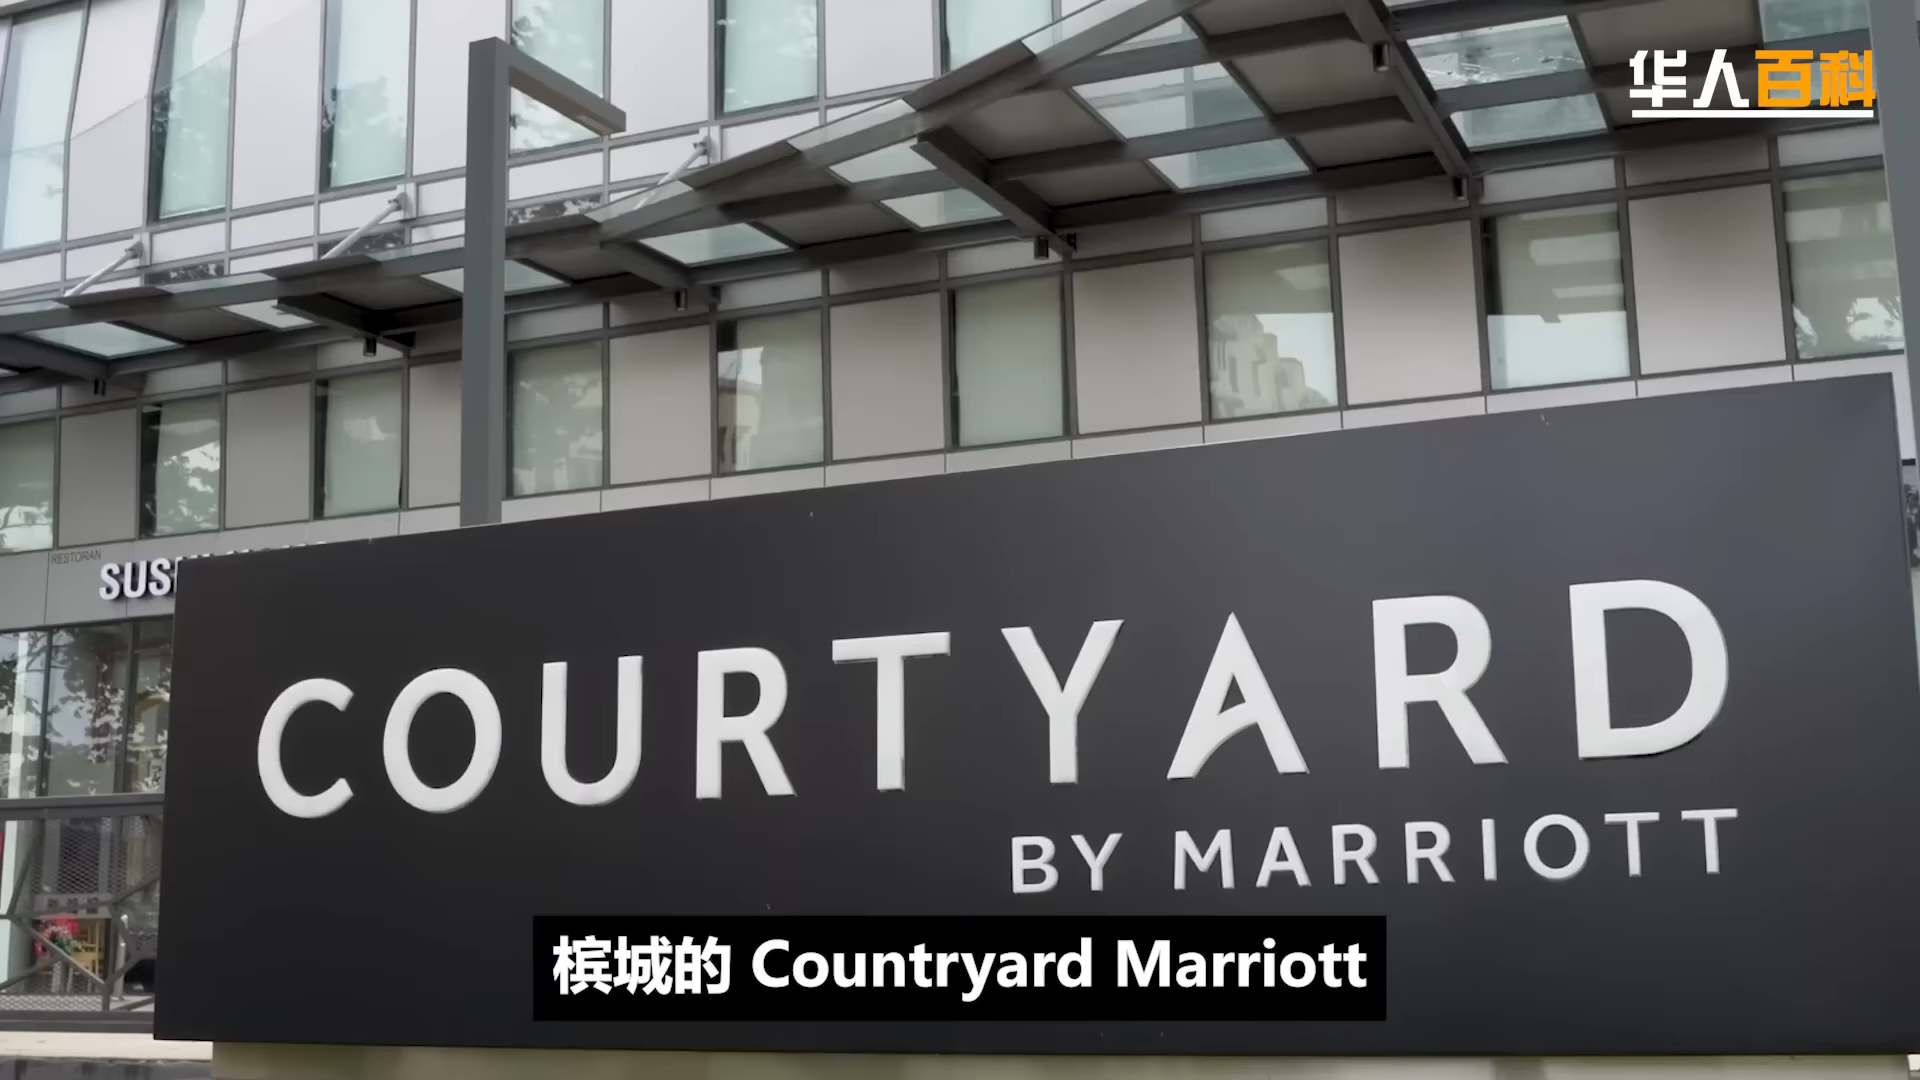 华人百科
RESTORAN
COURTYARD
BY MARRIOTT
槟城的 Countryard Marriott